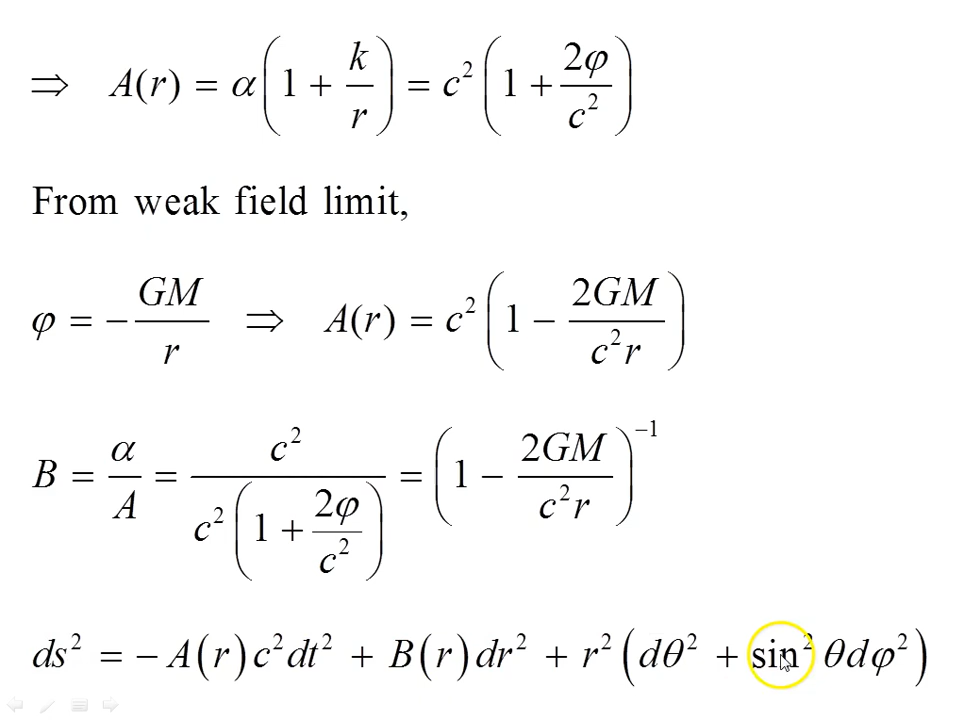 ⇒ A(r) = α(1 + k/r) = c²(1 + 2φ/c²)
From weak field limit,
φ = −GM/r ⇒ A(r) = c²(1 − 2GM/c²r)
B = α/A = c²/c²(1 + 2φ/c²) = (1 − 2GM/c²r)⁻¹
ds² = −A(r)c²dt² + B(r)dr² + r²(dθ² + sin²θdφ²)